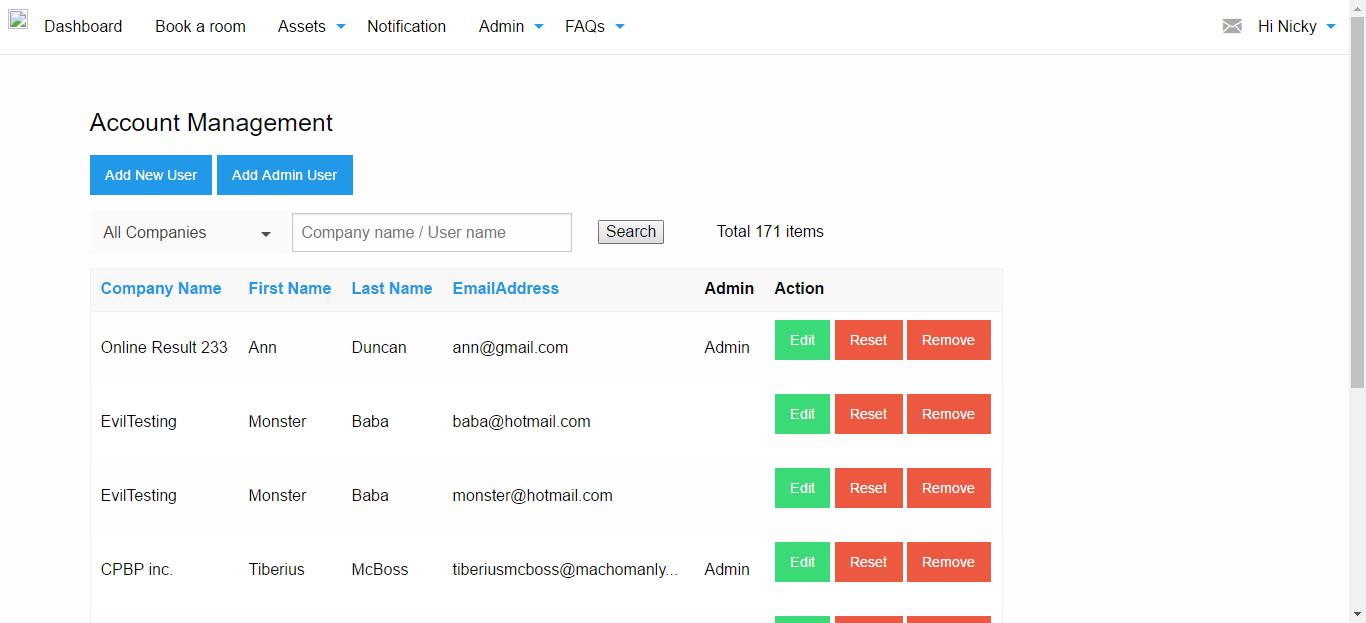 Dashboard Book a room Assets Notification Admin FAQs Hi Nicky
Account Management
Add New User Add Admin User
All Companies Company name / User name Search Total 171 items
Company Name First Name Last Name EmailAddress Admin Action
Online Result 233 Ann Duncan ann@gmail.com Admin Edit Reset Remove
EvilTesting Monster Baba baba@hotmail.com Edit Reset Remove
EvilTesting Monster Baba monster@hotmail.com Edit Reset Remove
CPBP inc. Tiberius McBoss tiberiusmcboss@machomanly... Admin Edit Reset Remove